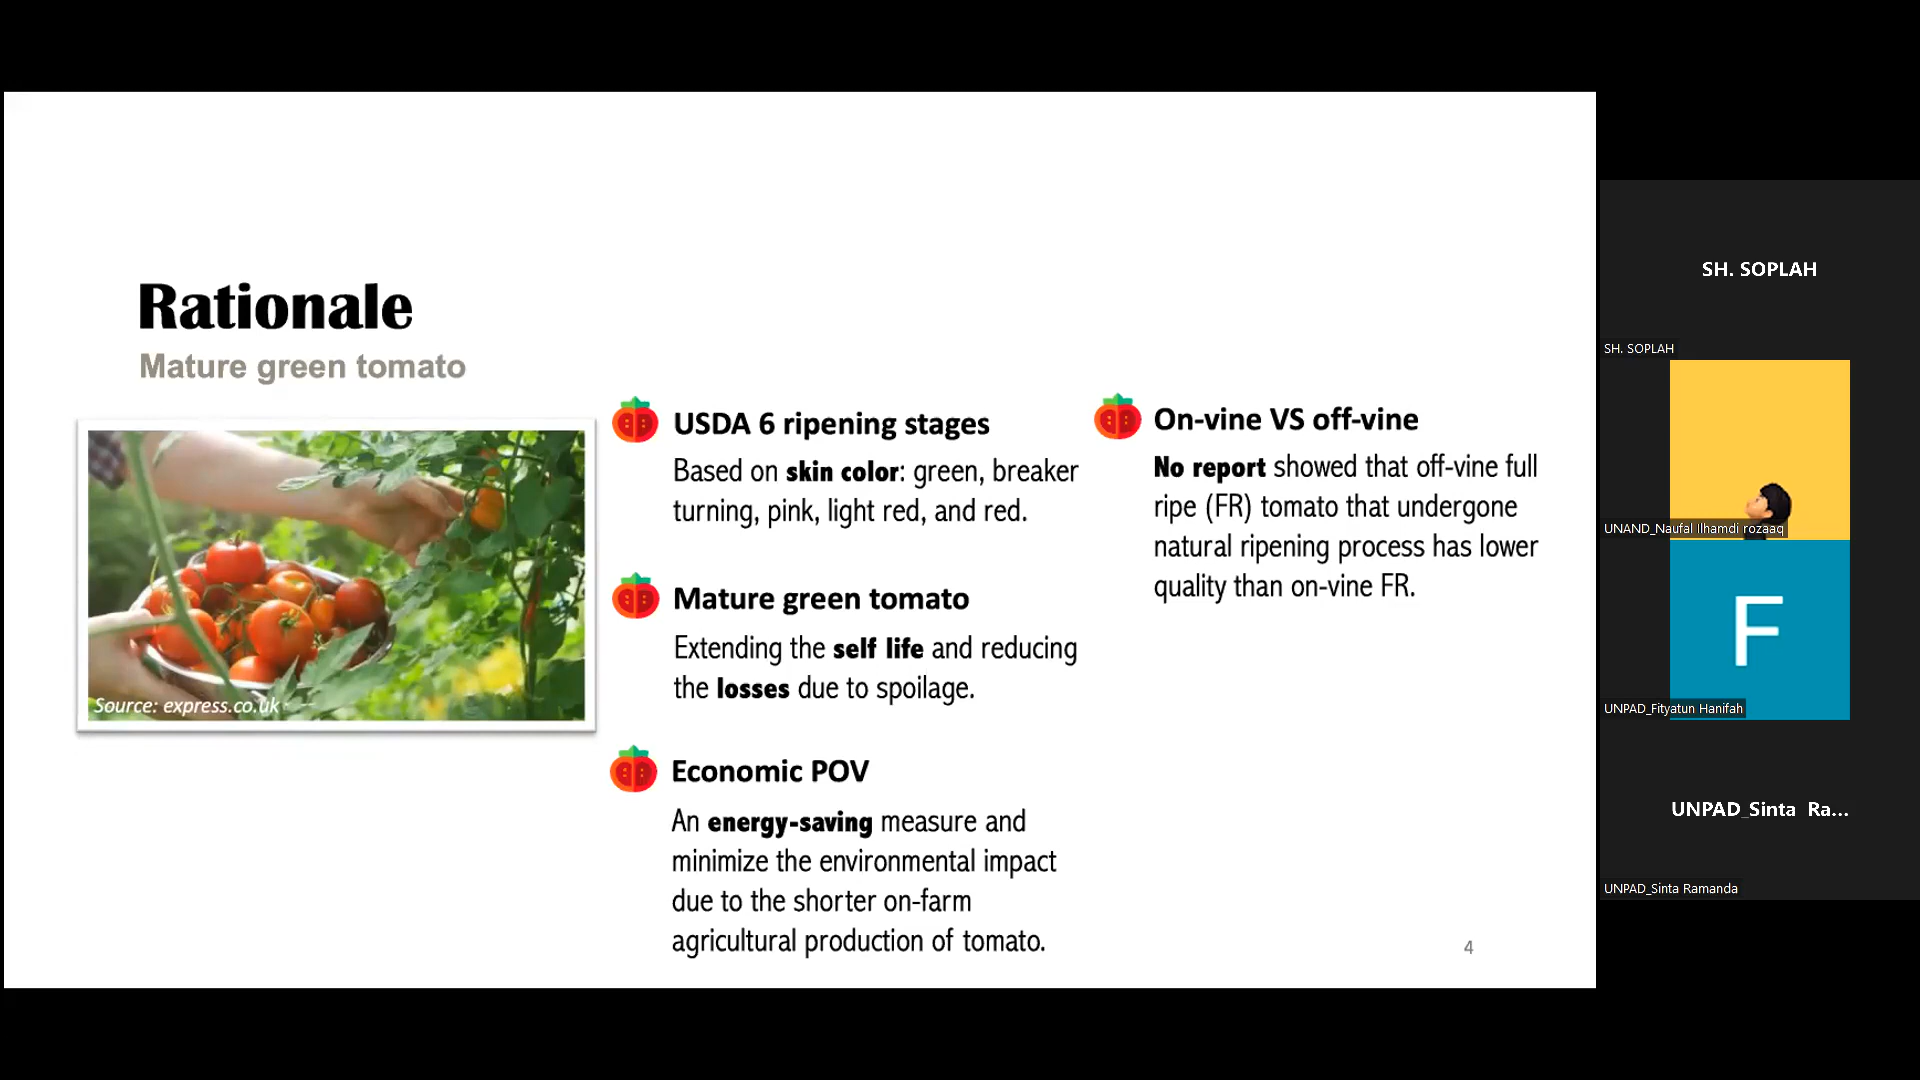 Rationale
Mature green tomato
Source: express.co.uk
USDA 6 ripening stages
Based on skin color: green, breaker
turning, pink, light red, and red.
Mature green tomato
Extending the self life and reducing
the losses due to spoilage.
Economic POV
An energy-saving measure and
minimize the environmental impact
due to the shorter on-farm
agricultural production of tomato.
On-vine VS off-vine
No report showed that off-vine full
ripe (FR) tomato that undergone
natural ripening process has lower
quality than on-vine FR.
4
SH. SOPLAH
SH. SOPLAH
UNAND_Naufal Ilhamdi rozaaq
F
UNPAD_Fityatun Hanifah
UNPAD_Sinta Ra...
UNPAD_Sinta Ramanda